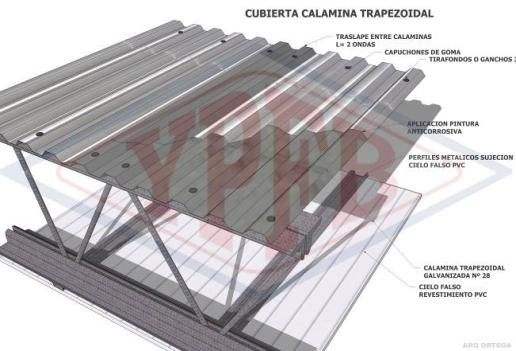 CUBIERTA CALAMINA TRAPEZOIDAL
TRASLAPE ENTRE CALAMINAS
L= 2 ONDAS
CAPUCHONES DE GOMA
TIRAFONDOS O GANCHOS J
APLICACION PINTURA
ANTICORROSIVA
PERFILES METALICOS SUJECION
CIELO FALSO PVC
YPFB
CALAMINA TRAPEZOIDAL
GALVANIZADA Nº 28
CIELO FALSO
REVESTIMIENTO PVC
ARQ ORTEGA